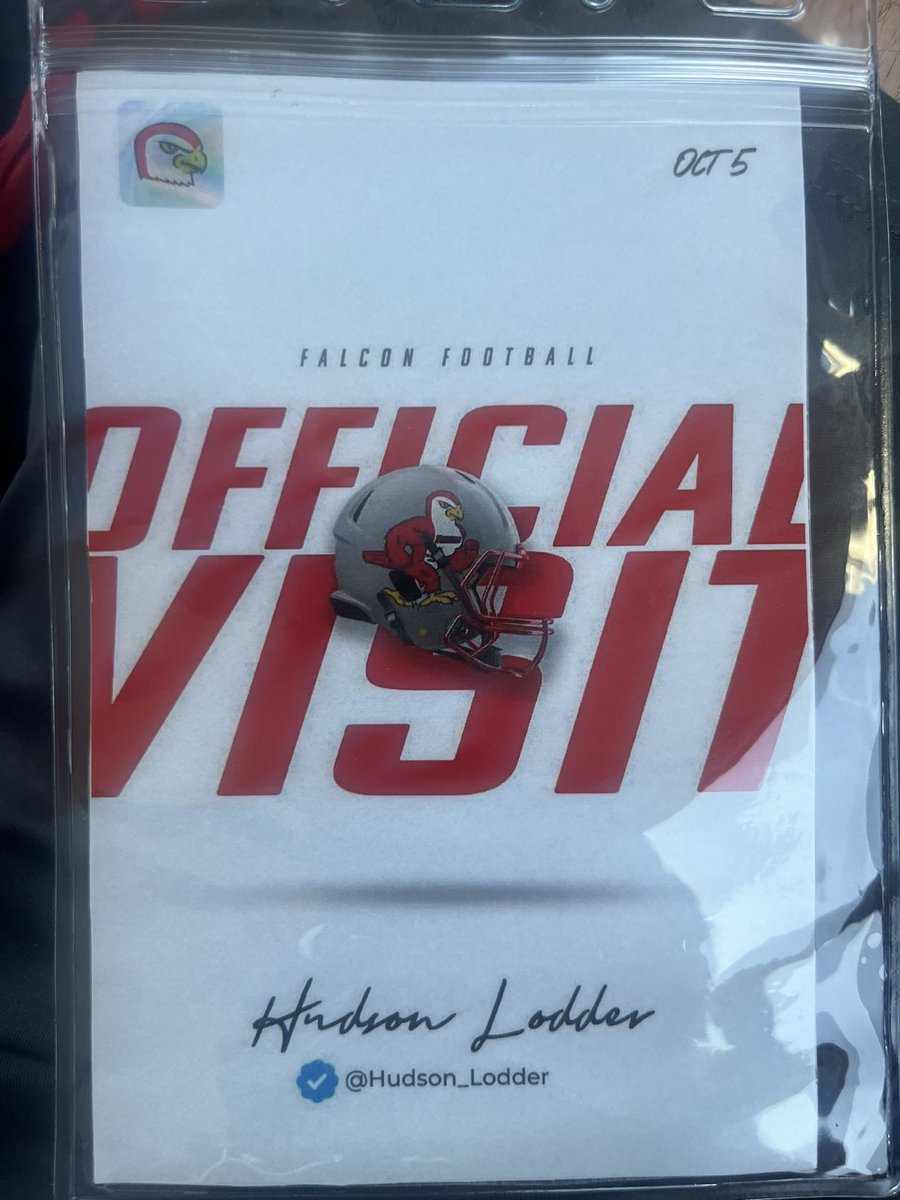 OCT 5
FALCON FOOTBALL
OFFICIAL
VISIT
Hudson Lodder
@Hudson_Lodder